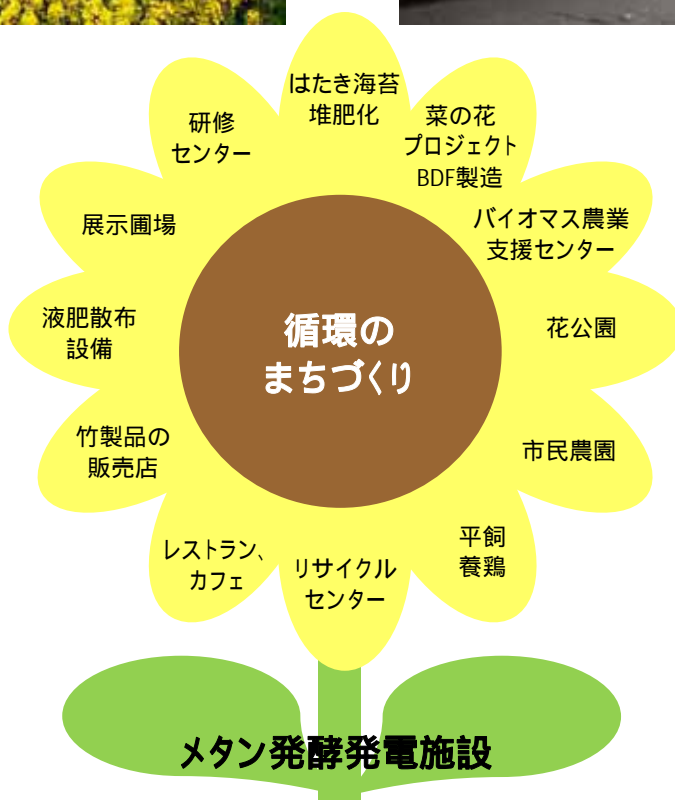 はたき海苔
堆肥化
菜の花
プロジェクト
BDF製造
バイオマス農業
支援センター
花公園
市民農園
平飼
養鶏
リサイクル
センター
レストラン、
カフェ
竹製品の
販売店
液肥散布
設備
展示圃場
研修
センター
循環の
まちづくり
メタン発酵発電施設